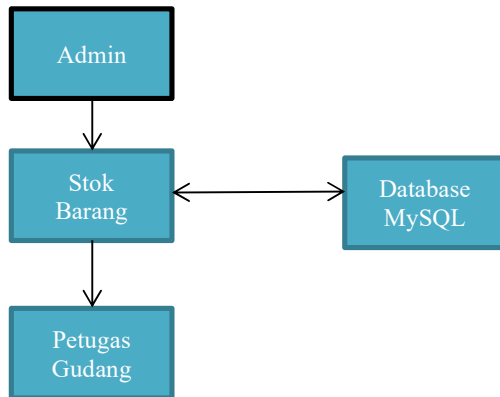 Admin
Stok
Barang
Database
MySQL
Petugas
Gudang